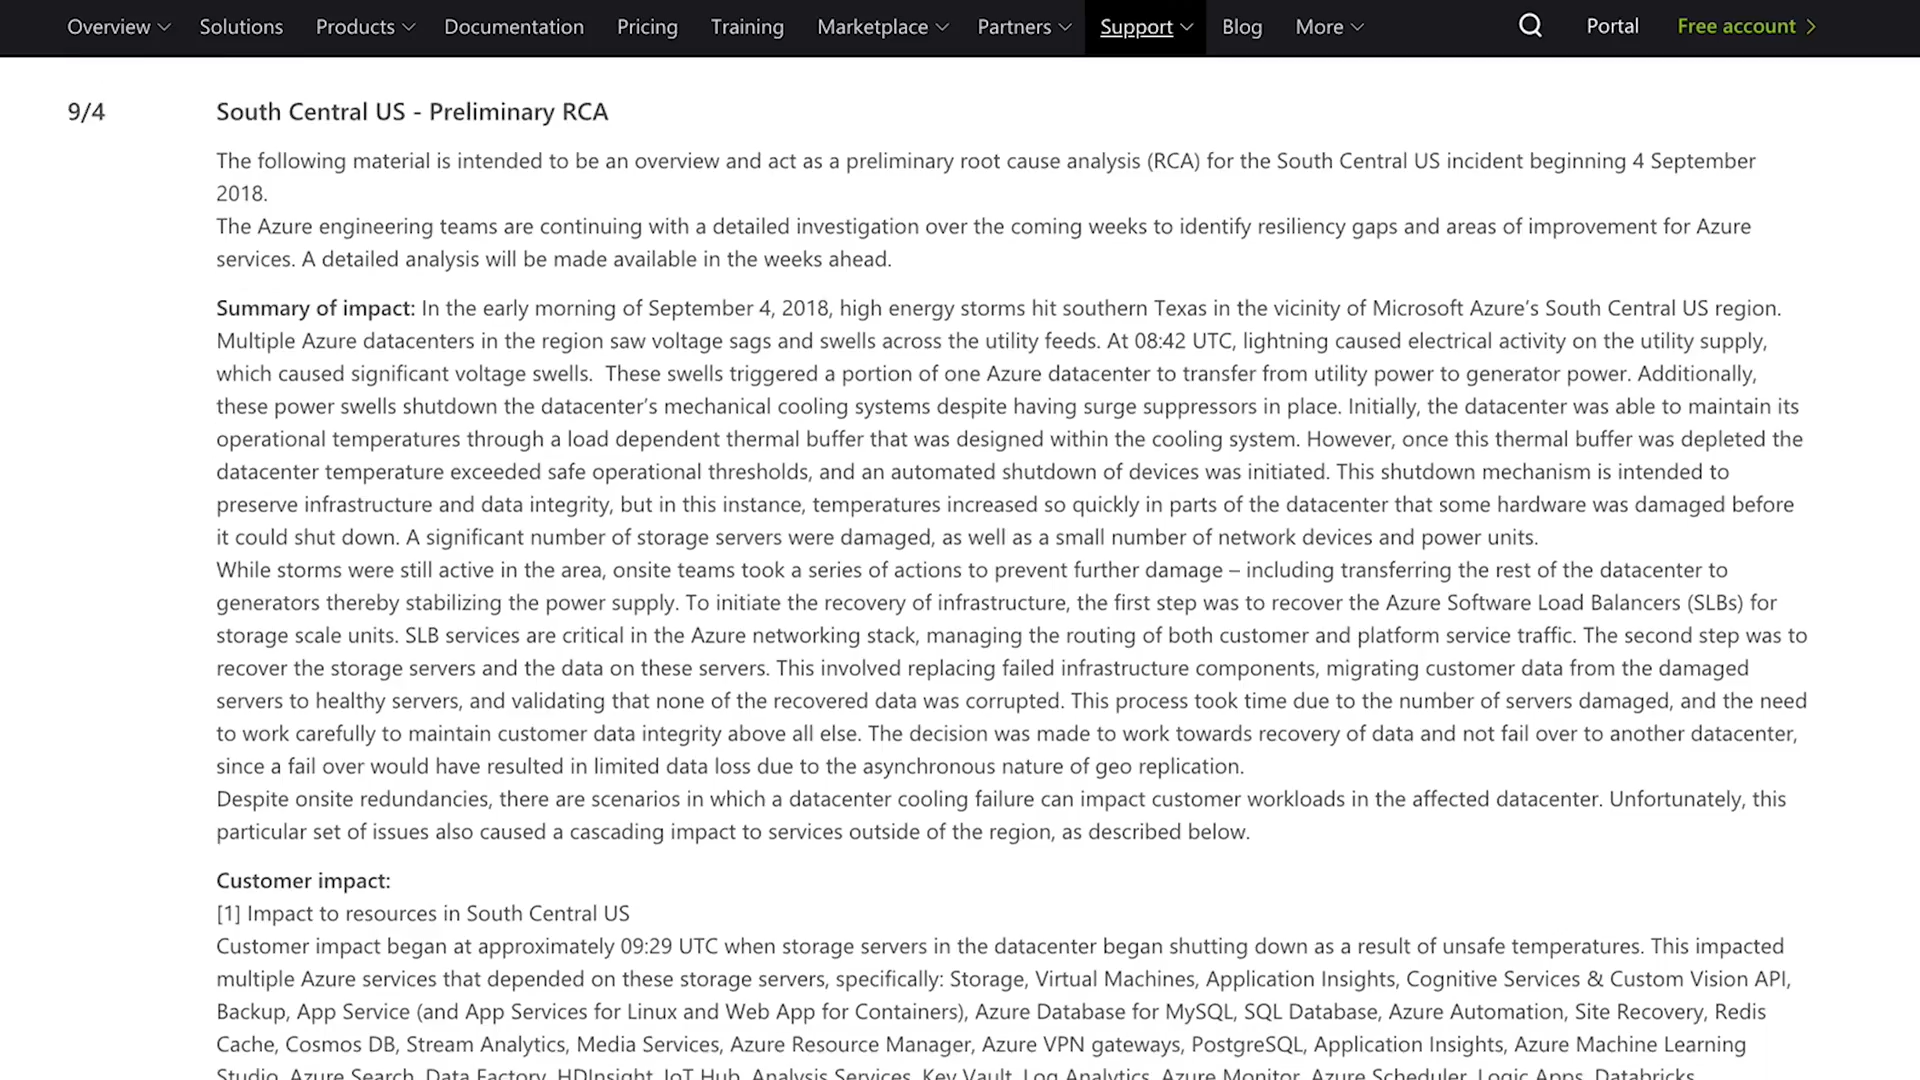 Overview Solutions Products Documentation Pricing Training Marketplace Partners Support Blog More Portal Free account
9/4 South Central US - Preliminary RCA
The following material is intended to be an overview and act as a preliminary root cause analysis (RCA) for the South Central US incident beginning 4 September
2018.
The Azure engineering teams are continuing with a detailed investigation over the coming weeks to identify resiliency gaps and areas of improvement for Azure
services. A detailed analysis will be made available in the weeks ahead.
Summary of impact: In the early morning of September 4, 2018, high energy storms hit southern Texas in the vicinity of Microsoft Azure’s South Central US region.
Multiple Azure datacenters in the region saw voltage sags and swells across the utility feeds. At 08:42 UTC, lightning caused electrical activity on the utility supply,
which caused significant voltage swells.  These swells triggered a portion of one Azure datacenter to transfer from utility power to generator power. Additionally,
these power swells shutdown the datacenter’s mechanical cooling systems despite having surge suppressors in place. Initially, the datacenter was able to maintain its
operational temperatures through a load dependent thermal buffer that was designed within the cooling system. However, once this thermal buffer was depleted the
datacenter temperature exceeded safe operational thresholds, and an automated shutdown of devices was initiated. This shutdown mechanism is intended to
preserve infrastructure and data integrity, but in this instance, temperatures increased so quickly in parts of the datacenter that some hardware was damaged before
it could shut down. A significant number of storage servers were damaged, as well as a small number of network devices and power units.
While storms were still active in the area, onsite teams took a series of actions to prevent further damage – including transferring the rest of the datacenter to
generators thereby stabilizing the power supply. To initiate the recovery of infrastructure, the first step was to recover the Azure Software Load Balancers (SLBs) for
storage scale units. SLB services are critical in the Azure networking stack, managing the routing of both customer and platform service traffic. The second step was to
recover the storage servers and the data on these servers. This involved replacing failed infrastructure components, migrating customer data from the damaged
servers to healthy servers, and validating that none of the recovered data was corrupted. This process took time due to the number of servers damaged, and the need
to work carefully to maintain customer data integrity above all else. The decision was made to work towards recovery of data and not fail over to another datacenter,
since a fail over would have resulted in limited data loss due to the asynchronous nature of geo replication.
Despite onsite redundancies, there are scenarios in which a datacenter cooling failure can impact customer workloads in the affected datacenter. Unfortunately, this
particular set of issues also caused a cascading impact to services outside of the region, as described below.
Customer impact:
[1] Impact to resources in South Central US
Customer impact began at approximately 09:29 UTC when storage servers in the datacenter began shutting down as a result of unsafe temperatures. This impacted
multiple Azure services that depended on these storage servers, specifically: Storage, Virtual Machines, Application Insights, Cognitive Services & Custom Vision API,
Backup, App Service (and App Services for Linux and Web App for Containers), Azure Database for MySQL, SQL Database, Azure Automation, Site Recovery, Redis
Cache, Cosmos DB, Stream Analytics, Media Services, Azure Resource Manager, Azure VPN gateways, PostgreSQL, Application Insights, Azure Machine Learning
Studio, Azure Search, Data Factory, HDInsight, IoT Hub, Analysis Services, Key Vault, Log Analytics, Azure Monitor, Azure Scheduler, Logic Apps, Databricks,